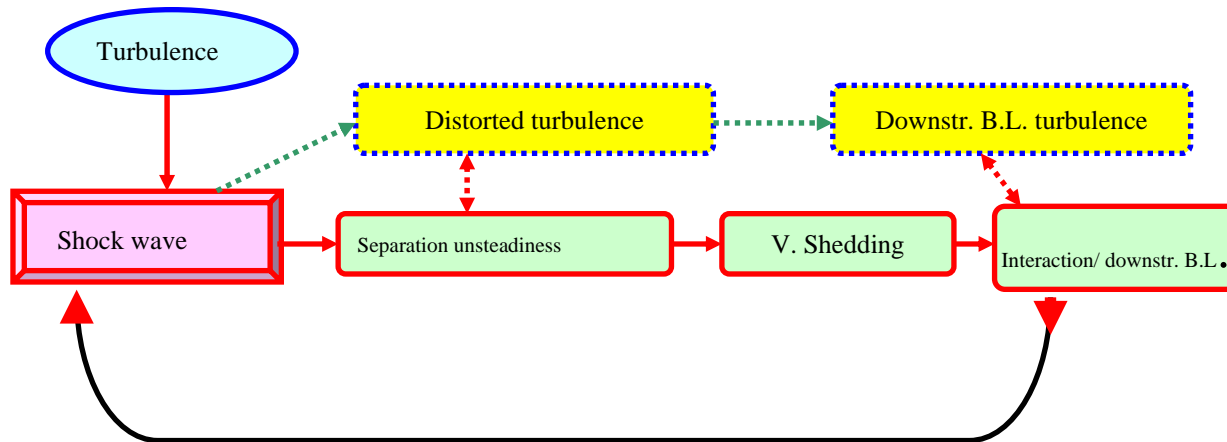 Turbulence
Distorted turbulence
Downstr. B.L. turbulence
Shock wave
Separation unsteadiness
V. Shedding
Interaction/ downstr. B.L.